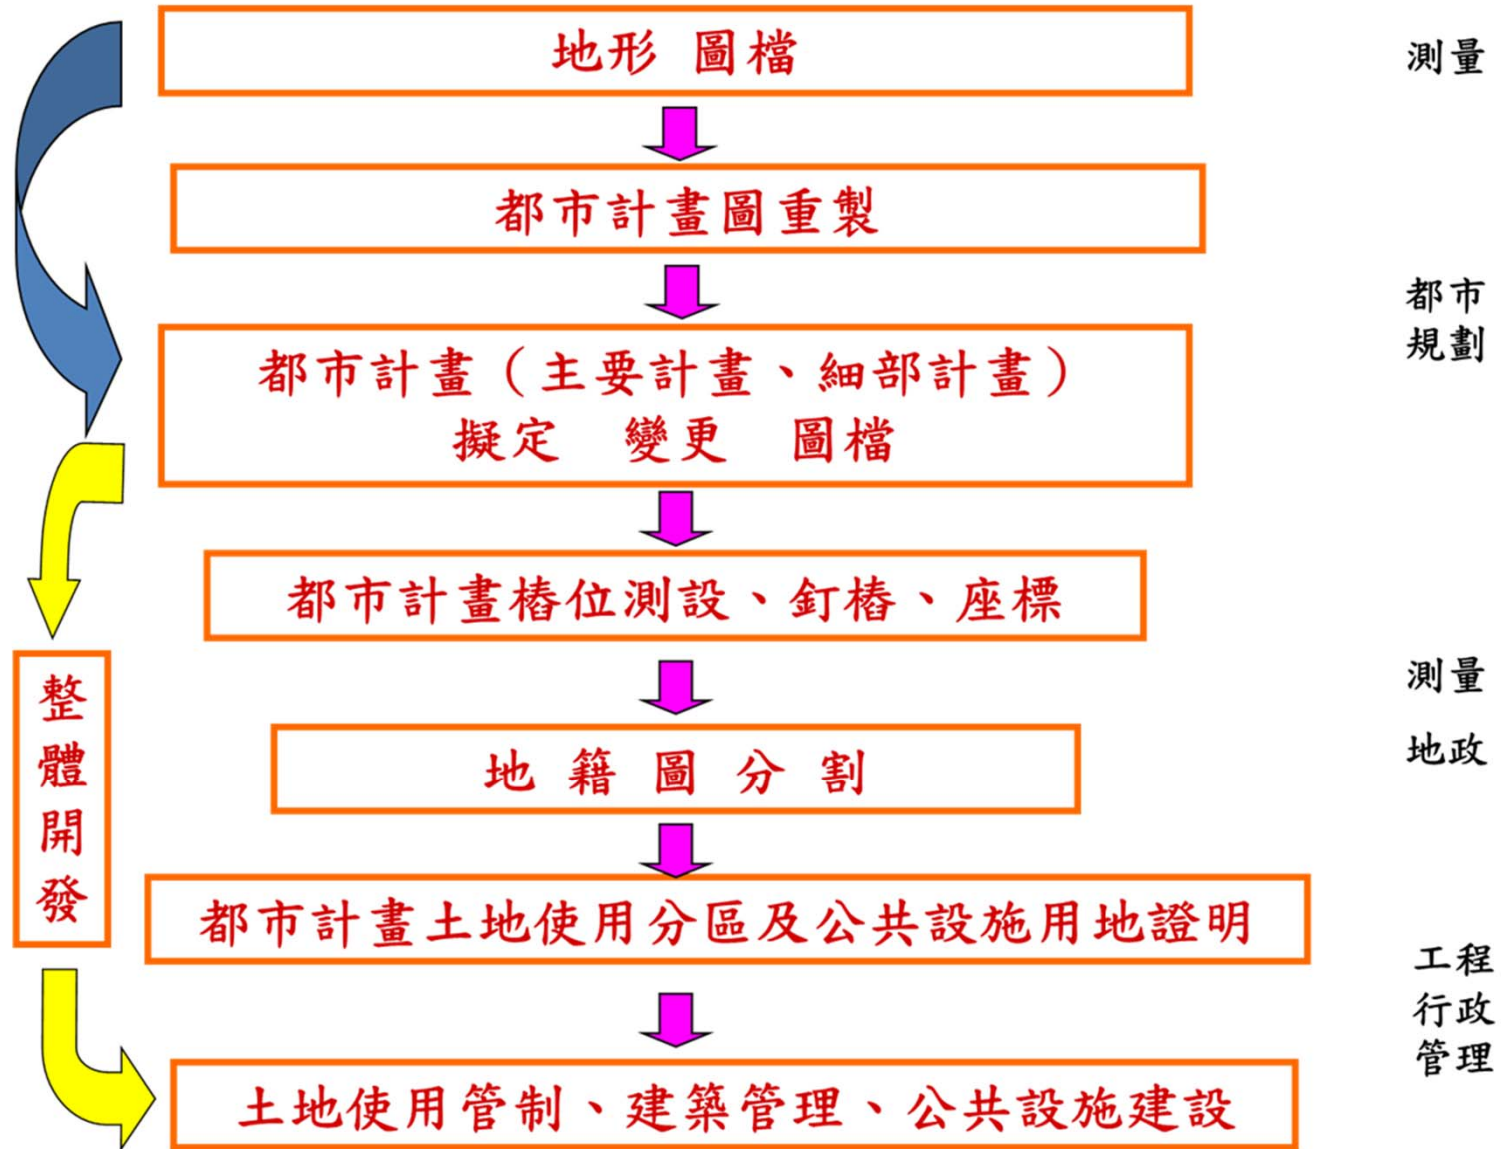 地形 圖檔
測量
都市計畫圖重製
都市
規劃
都市計畫（主要計畫、細部計畫）
擬定 變更 圖檔
都市計畫樁位測設、釘樁、座標
測量
地政
地籍圖分割
整體開發
都市計畫土地使用分區及公共設施用地證明
工程
行政
管理
土地使用管制、建築管理、公共設施建設